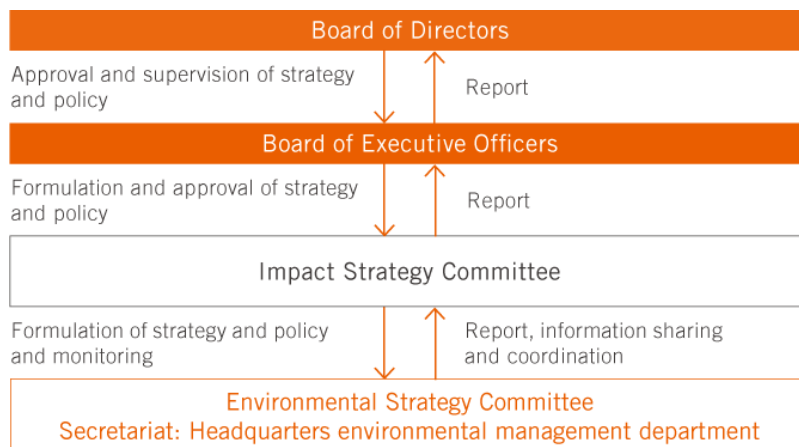 Board of Directors
Approval and supervision of strategy
and policy
Report
Board of Executive Officers
Formulation and approval of strategy
and policy
Report
Impact Strategy Committee
Formulation of strategy and policy
and monitoring
Report, information sharing
and coordination
Environmental Strategy Committee
Secretariat: Headquarters environmental management department